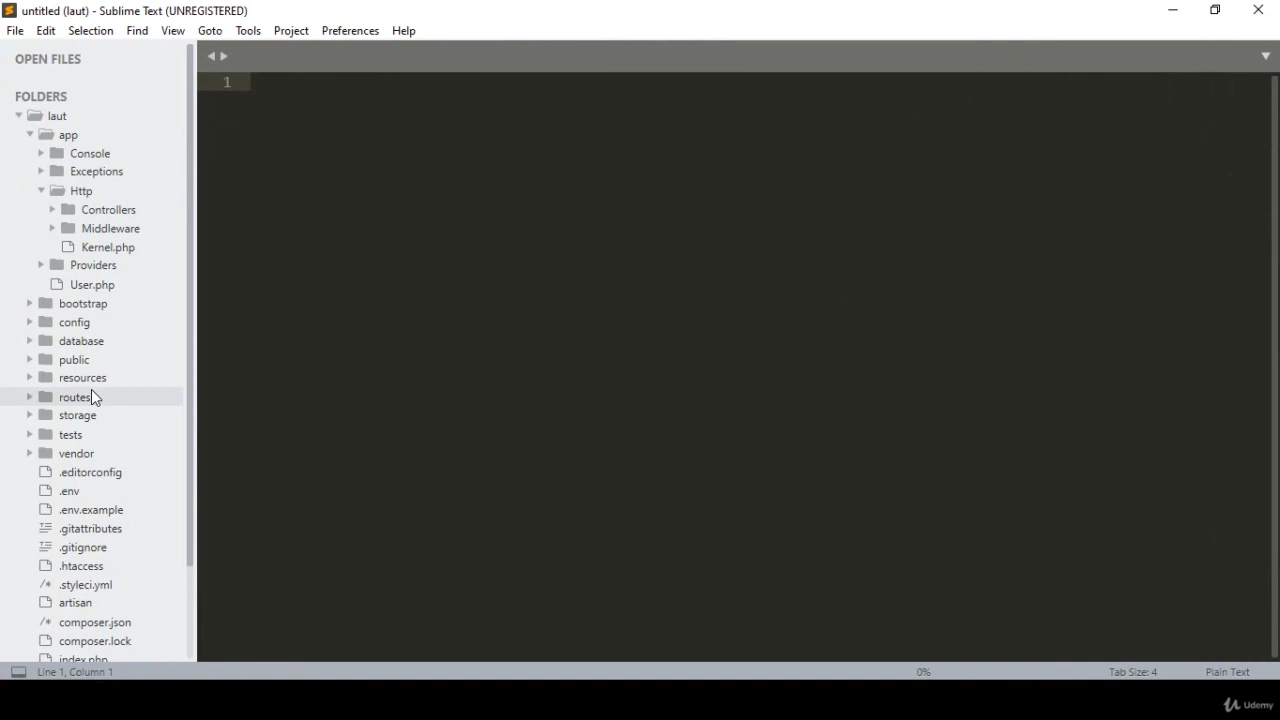 untitled (laut) - Sublime Text (UNREGISTERED)
File Edit Selection Find View Goto Tools Project Preferences Help
OPEN FILES
1
FOLDERS
laut
app
Console
Exceptions
Http
Controllers
Middleware
Kernel.php
Providers
User.php
bootstrap
config
database
public
resources
routes
storage
tests
vendor
.editorconfig
.env
.env.example
.gitattributes
.gitignore
.htaccess
/* .styleci.yml
artisan
/* composer.json
composer.lock
index.php
Line 1, Column 1 0% Tab Size: 4 Plain Text
Udemy